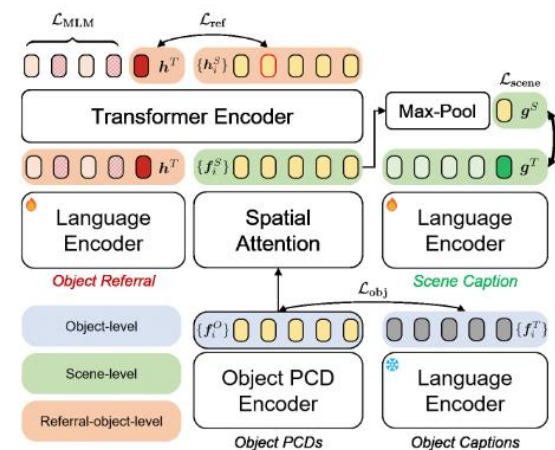 𝓛_MLM
𝓛_ref
h^T {h_i^S}
𝓛_scene
Transformer Encoder
Max-Pool
g^S
h^T {f_i^S} g^T
Language Encoder
Spatial Attention
Language Encoder
Object Referral
Scene Caption
𝓛_obj
Object-level
{f_i^O} {f_i^T}
Scene-level
Object PCD Encoder
Language Encoder
Referral-object-level
Object PCDs
Object Captions